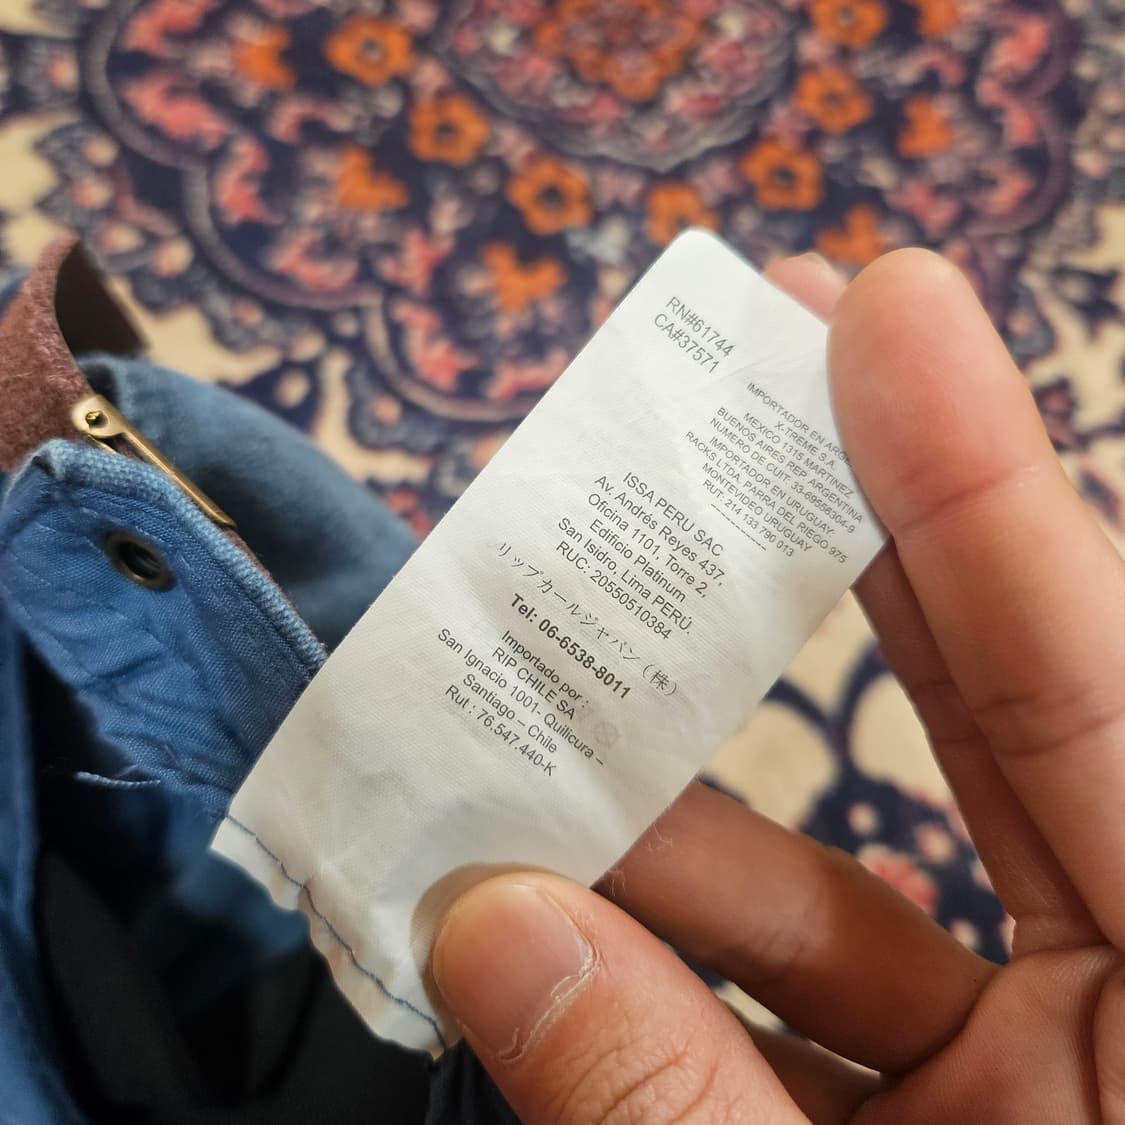 RN#61744
CA#37571
IMPORTADOR EN
X-TREME S.A.
MEXICO 1315 MARTINEZ
BUENOS AIRES REP. ARGENTINA
NUMERO DE CUIT: 33-69556304-9
IMPORTADOR EN URUGUAY:
RACKS LTDA. PARRA DEL RIEGO 975
MONTEVIDEO URUGUAY
RUT: 214 133 790 013
ISSA PERU SAC
Av. Andrés Reyes 437,
Oficina 1101, Torre 2,
Edificio Platinum
San Isidro, Lima PERÚ.
RUC: 20550510384
リップカールジャパン（株）
Tel: 06-6538-8011
Importado por :
RIP CHILE SA
San Ignacio 1001- Quilicura –
Santiago – Chile
Rut : 76.547.440-K